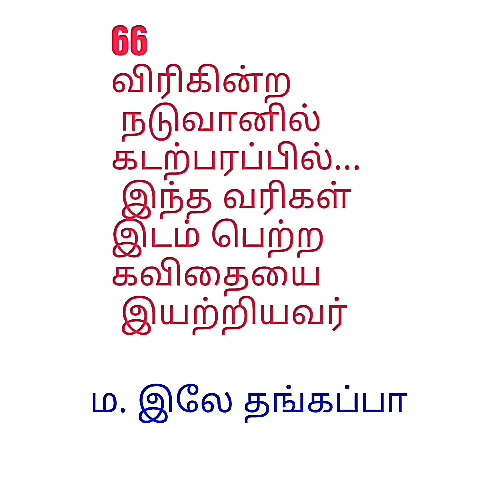 66
விரிகின்ற
நடுவானில்
கடற்பரப்பில்...
இந்த வரிகள்
இடம் பெற்ற
கவிதையை
இயற்றியவர்
ம. இலே தங்கப்பா